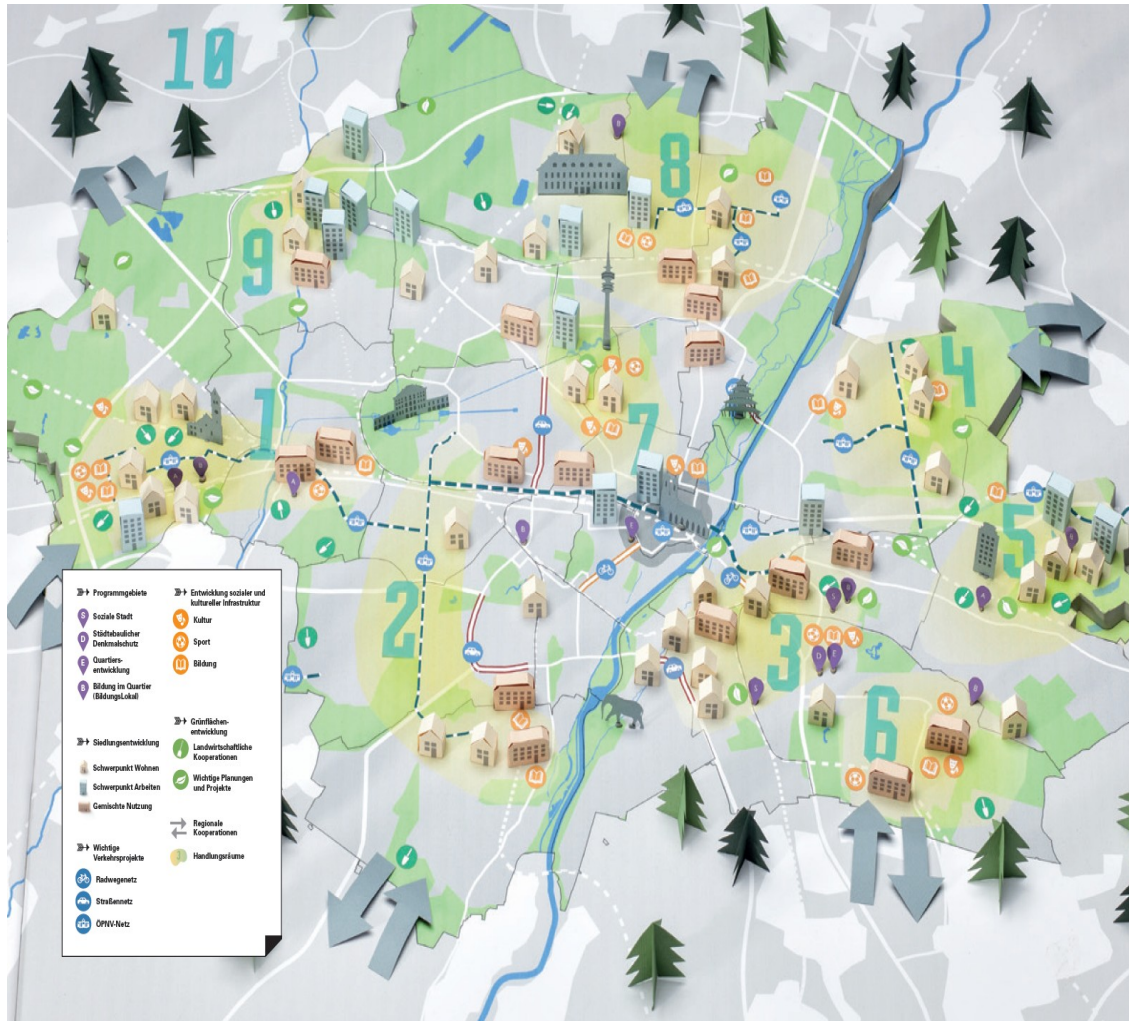 10
8
9
4
1
7
5
2
3
6
B
B
E
S
D E
S
B
Programmgebiete
S Soziale Stadt
D Städtebaulicher
Denkmalschutz
E Quartiers-
entwicklung
B Bildung im Quartier
(BildungsLokal)
Siedlungsentwicklung
Schwerpunkt Wohnen
Schwerpunkt Arbeiten
Gemischte Nutzung
Wichtige
Verkehrsprojekte
Radwegenetz
Straßennetz
ÖPNV-Netz
Entwicklung sozialer und
kultureller Infrastruktur
Kultur
Sport
Bildung
Grünflächen-
entwicklung
Landwirtschaftliche
Kooperationen
Wichtige Planungen
und Projekte
Regionale
Kooperationen
Handlungsräume